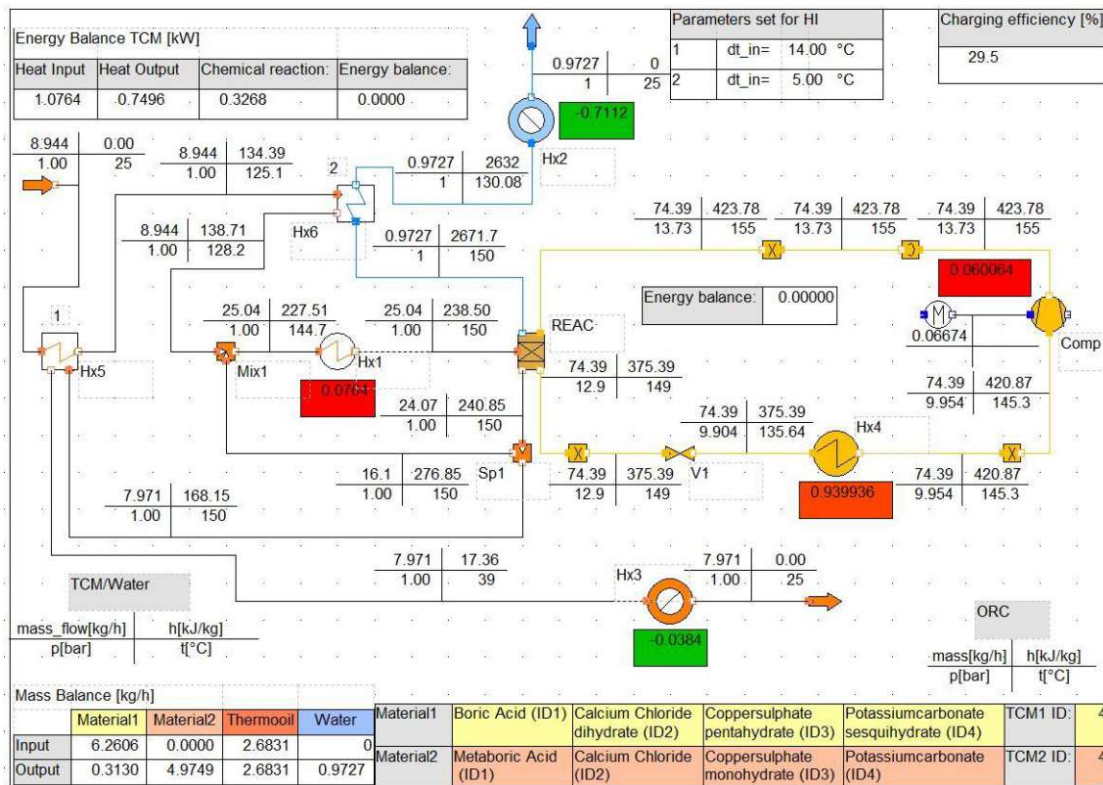 Energy Balance TCM [kW]
Heat Input Heat Output Chemical reaction: Energy balance:
1.0764 0.7496 0.3268 0.0000
Parameters set for HI
1 dt_in= 14.00 °C
2 dt_in= 5.00 °C
Charging efficiency [%]
29.5
0.9727 0
1 25
-0.7112
Hx2
8.944 0.00
1.00 25
8.944 134.39
1.00 125.1
2
0.9727 2632
1 130.08
Hx6
8.944 138.71
1.00 128.2
0.9727 2671.7
1 150
74.39 423.78
13.73 155
74.39 423.78
13.73 155
74.39 423.78
13.73 155
0.060064
Energy balance: 0.00000
M
0.06674
Comp
1
Hx5
25.04 227.51
1.00 144.7
25.04 238.50
1.00 150
REAC
Mix1
Hx1
0.0764
74.39 375.39
12.9 149
74.39 420.87
9.954 145.3
24.07 240.85
1.00 150
74.39 375.39
9.904 135.64
Hx4
16.1 276.85
1.00 150
Sp1
74.39 375.39
12.9 149
V1
0.939936
74.39 420.87
9.954 145.3
7.971 168.15
1.00 150
7.971 17.36
1.00 39
Hx3
7.971 0.00
1.00 25
-0.0384
TCM/Water
mass_flow[kg/h] h[kJ/kg]
p[bar] t[°C]
ORC
mass[kg/h] h[kJ/kg]
p[bar] t[°C]
Mass Balance [kg/h]
Material1 Material2 Thermooil Water
Input 6.2606 0.0000 2.6831 0
Output 0.3130 4.9749 2.6831 0.9727
Material1 Boric Acid (ID1) Calcium Chloride dihydrate (ID2) Coppersulphate pentahydrate (ID3) Potassiumcarbonate sesquihydrate (ID4) TCM1 ID: 4
Material2 Metaboric Acid (ID1) Calcium Chloride (ID2) Coppersulphate monohydrate (ID3) Potassiumcarbonate (ID4) TCM2 ID: 4